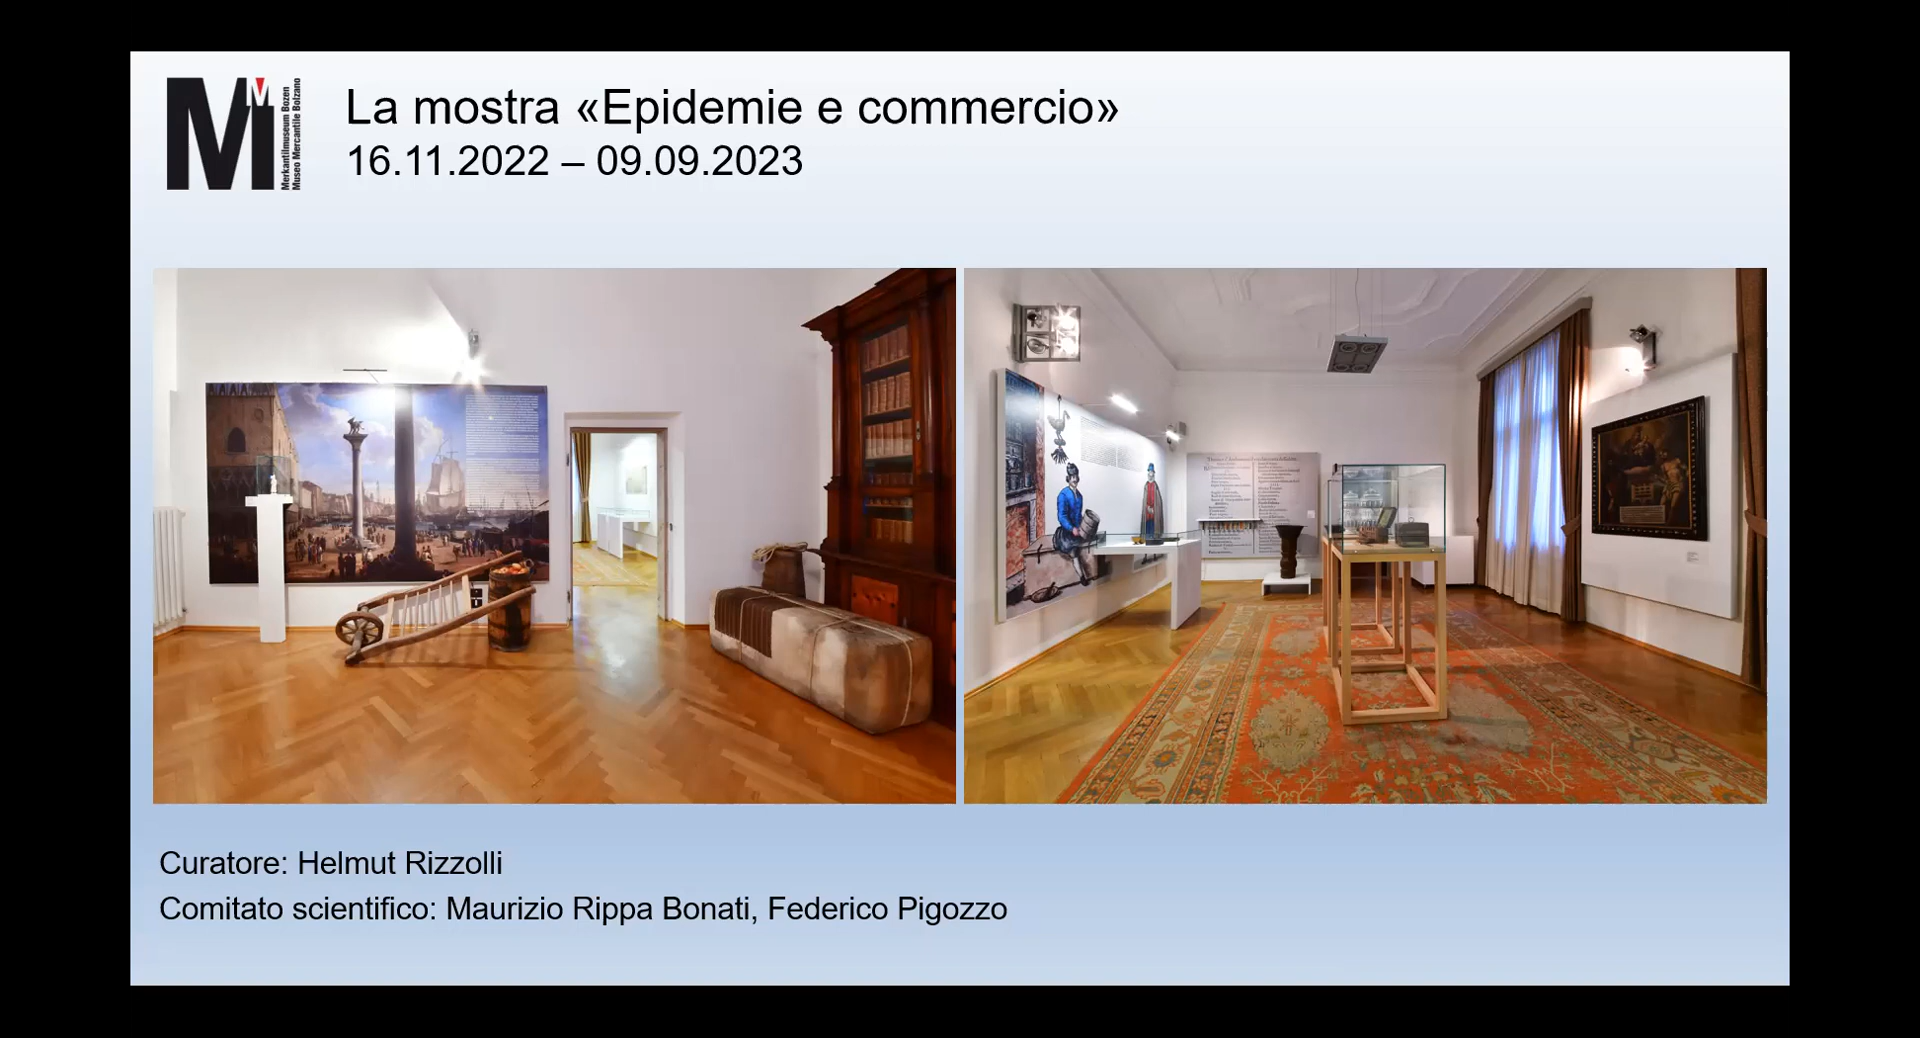 M
M
Merkantilmuseum Bozen
Museo Mercantile Bolzano
La mostra «Epidemie e commercio»
16.11.2022 – 09.09.2023
Curatore: Helmut Rizzolli
Comitato scientifico: Maurizio Rippa Bonati, Federico Pigozzo